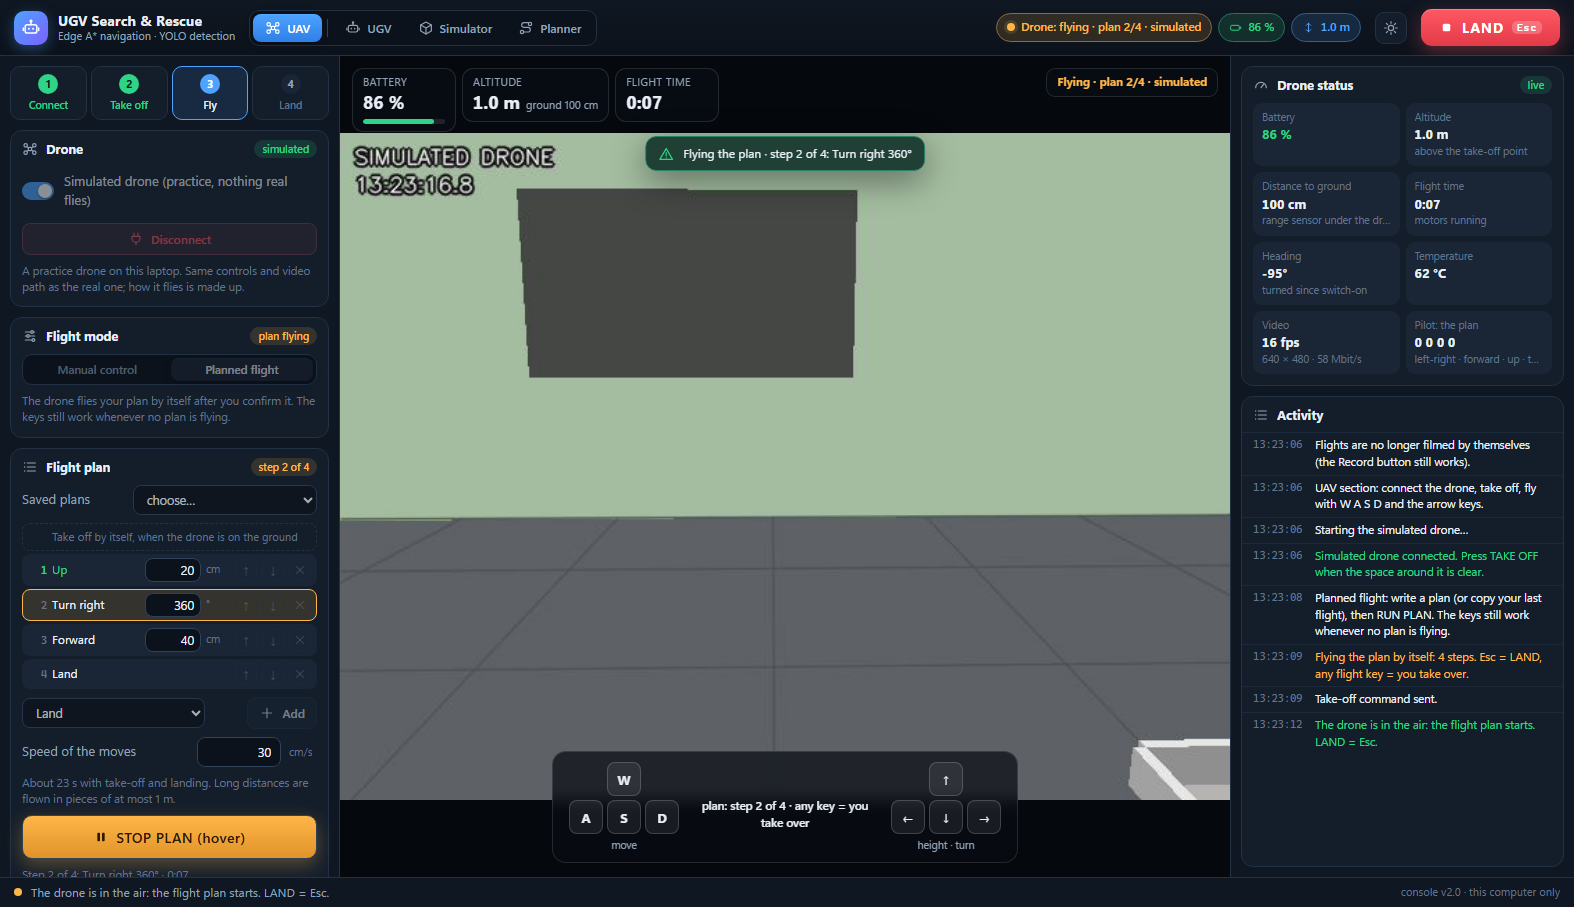 UGV Search & Rescue
Edge A* navigation · YOLO detection
UAV
UGV
Simulator
Planner
Drone: flying · plan 2/4 · simulated
86 %
1.0 m
LAND Esc
1
Connect
2
Take off
3
Fly
4
Land
Drone
simulated
Simulated drone (practice, nothing real
flies)
Disconnect
A practice drone on this laptop. Same controls and video
path as the real one; how it flies is made up.
Flight mode
plan flying
Manual control
Planned flight
The drone flies your plan by itself after you confirm it. The
keys still work whenever no plan is flying.
Flight plan
step 2 of 4
Saved plans
choose...
Take off by itself, when the drone is on the ground
1 Up 20 cm ↑ ↓ ×
2 Turn right 360 ° ↑ ↓ ×
3 Forward 40 cm ↑ ↓ ×
4 Land ↑ ↓ ×
Land
+ Add
Speed of the moves 30 cm/s
About 23 s with take-off and landing. Long distances are
flown in pieces of at most 1 m.
STOP PLAN (hover)
Step 2 of 4: Turn right 360° · 0:07
BATTERY
86 %
ALTITUDE
1.0 m ground 100 cm
FLIGHT TIME
0:07
Flying · plan 2/4 · simulated
Flying the plan · step 2 of 4: Turn right 360°
SIMULATED DRONE
13:23:16.8
W
A S D
move
plan: step 2 of 4 · any key = you
take over
↑
← ↓ →
height · turn
Drone status
live
Battery
86 %
Altitude
1.0 m
above the take-off point
Distance to ground
100 cm
range sensor under the dr...
Flight time
0:07
motors running
Heading
-95°
turned since switch-on
Temperature
62 °C
Video
16 fps
640 × 480 · 58 Mbit/s
Pilot: the plan
0 0 0 0
left-right · forward · up · t...
Activity
13:23:06 Flights are no longer filmed by themselves
(the Record button still works).
13:23:06 UAV section: connect the drone, take off, fly
with W A S D and the arrow keys.
13:23:06 Starting the simulated drone...
13:23:06 Simulated drone connected. Press TAKE OFF
when the space around it is clear.
13:23:08 Planned flight: write a plan (or copy your last
flight), then RUN PLAN. The keys still work
whenever no plan is flying.
13:23:09 Flying the plan by itself: 4 steps. Esc = LAND,
any flight key = you take over.
13:23:09 Take-off command sent.
13:23:12 The drone is in the air: the flight plan starts.
LAND = Esc.
The drone is in the air: the flight plan starts. LAND = Esc.
console v2.0 · this computer only